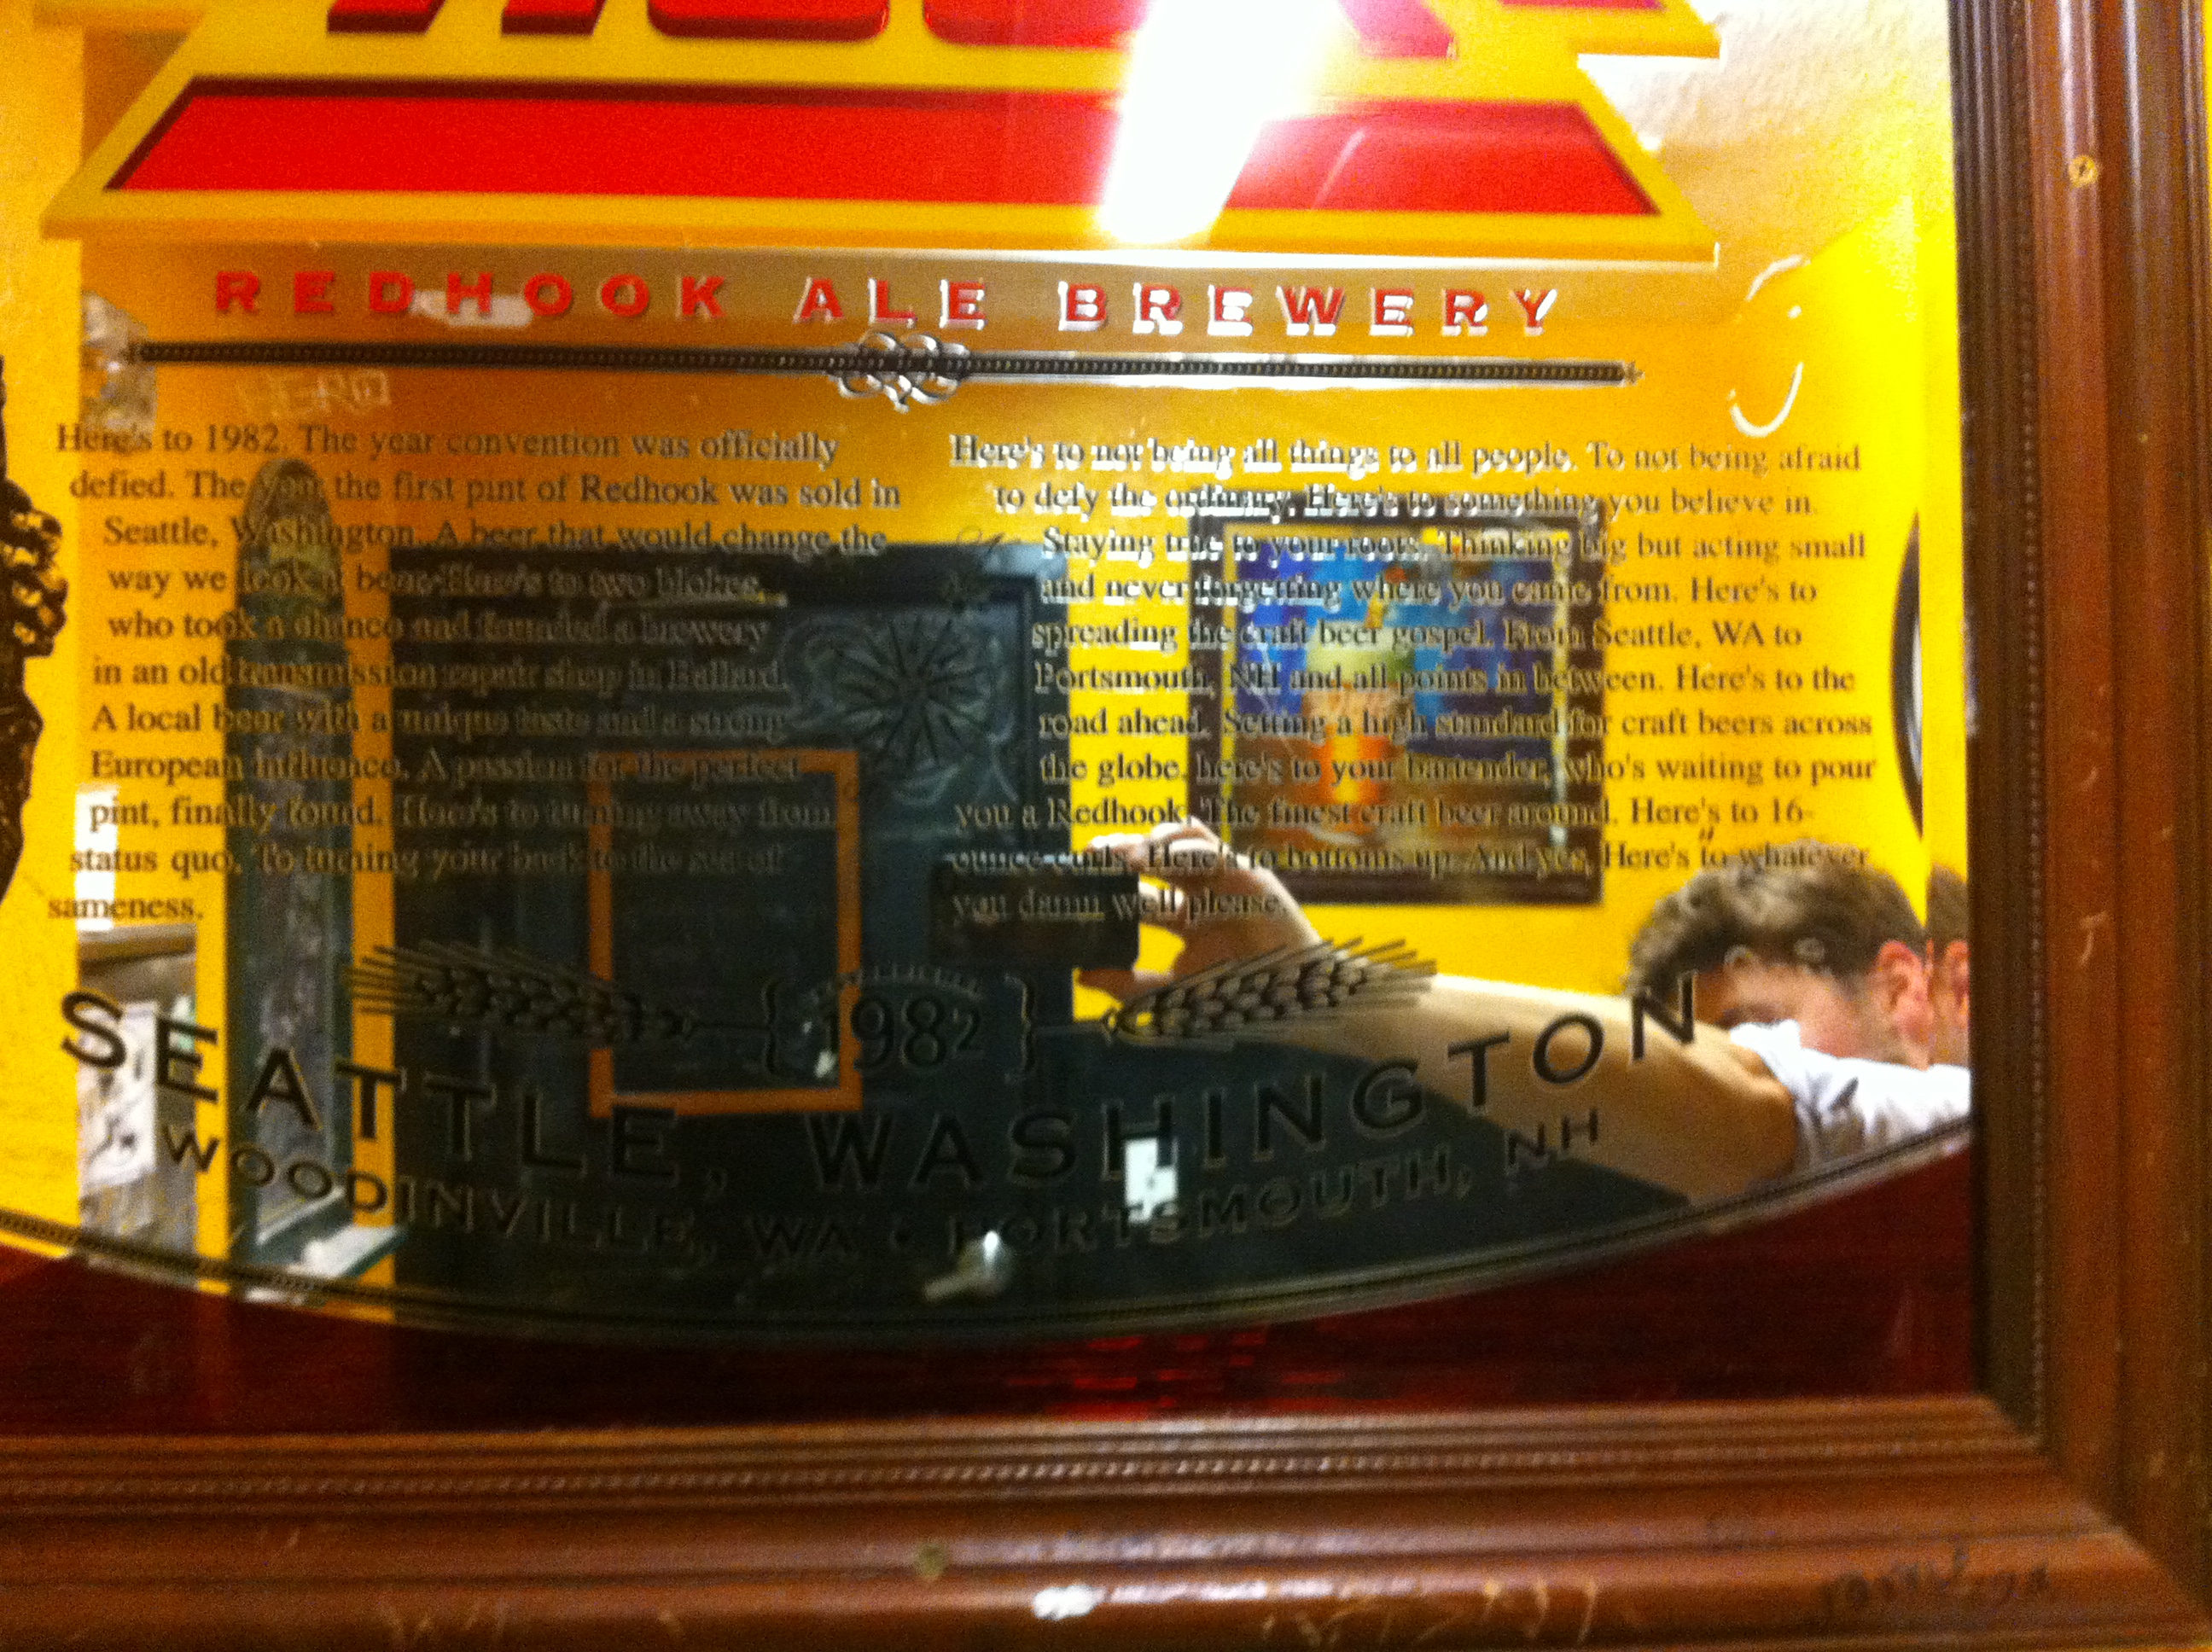 REDHOOK ALE BREWERY
Here's to 1982. The year convention was officially
defied. The year the first pint of Redhook was sold in
Seattle, Washington. A beer that would change the
way we look at beer. Here's to two blokes
who took a chance and founded a brewery
in an old transmission repair shop in Ballard.
A local beer with a unique taste and a strong
European influence. A passion for the perfect
pint, finally found. Here's to turning away from
status quo. To turning your back to the sea of
sameness.
Here's to not being all things to all people. To not being afraid
to defy the ordinary. Here's to something you believe in.
Staying true to your roots. Thinking big but acting small
and never forgetting where you came from. Here's to
spreading the craft beer gospel. From Seattle, WA to
Portsmouth, NH and all points in between. Here's to the
road ahead. Setting a high standard for craft beers across
the globe, here's to your bartender, who's waiting to pour
you a Redhook. The finest craft beer around. Here's to 16-
ounce curls. Here's to bottoms up. And yes, Here's to whatever
you damn well please.
{1982}
SEATTLE, WASHINGTON
WOODINVILLE, WA • PORTSMOUTH, NH